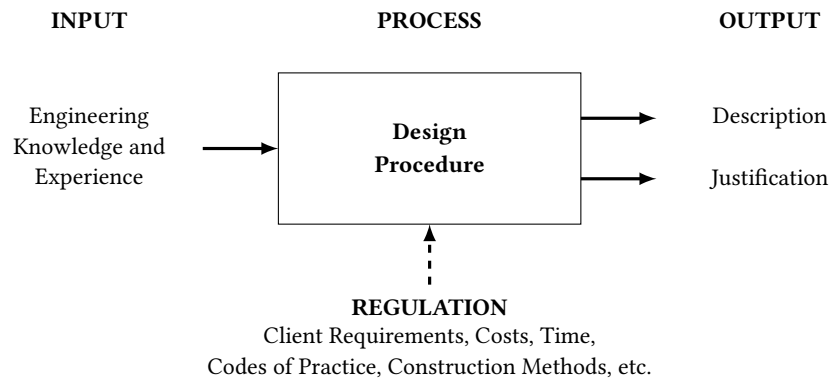 INPUT
PROCESS
OUTPUT
Engineering
Knowledge and
Experience
Design
Procedure
Description
Justification
REGULATION
Client Requirements, Costs, Time,
Codes of Practice, Construction Methods, etc.